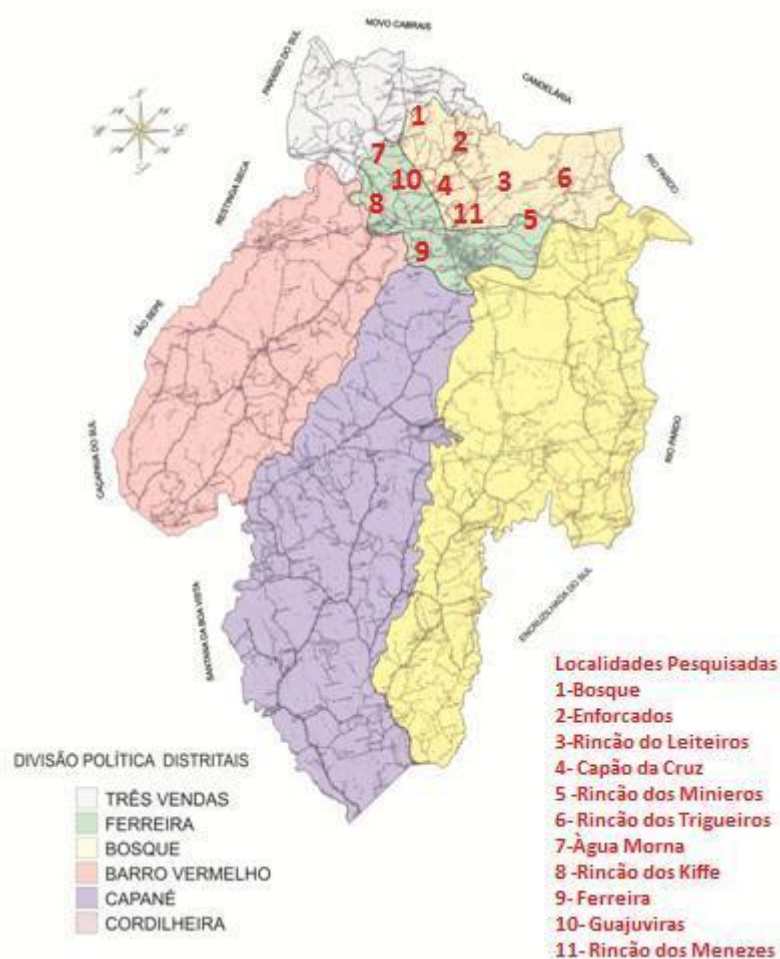 NOVO CABRAIS
PARAÍSO DO SUL
CANDELÁRIA
1
2
7
10
4
3
6
RIO PARDO
RESTINGA SECA
8
11
5
9
SÃO SEPÉ
CAÇAPAVA DO SUL
RIO PARDO
SANTANA DA BOA VISTA
ENCRUZILHADA DO SUL
DIVISÃO POLÍTICA DISTRITAIS
TRÊS VENDAS
FERREIRA
BOSQUE
BARRO VERMELHO
CAPANÉ
CORDILHEIRA
Localidades Pesquisadas
1-Bosque
2-Enforcados
3-Rincão do Leiteiros
4- Capão da Cruz
5 -Rincão dos Minieros
6- Rincão dos Trigueiros
7-Àgua Morna
8 -Rincão dos Kiffe
9- Ferreira
10- Guajuviras
11- Rincão dos Menezes